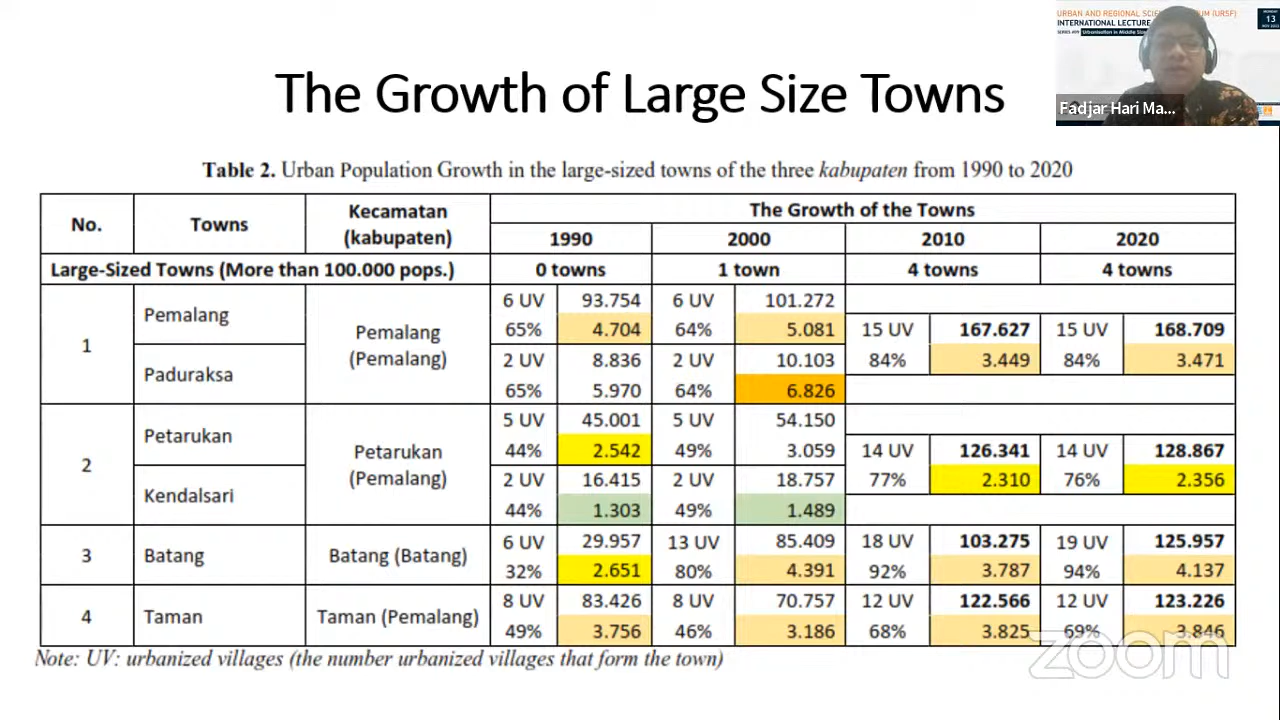 URBAN AND REGIONAL SCIE UM (URSF)
INTERNATIONAL LECTURE
Urbanisation in Middle
13
Fadjar Hari Ma...
The Growth of Large Size Towns
Table 2. Urban Population Growth in the large-sized towns of the three kabupaten from 1990 to 2020
No. Towns Kecamatan (kabupaten) The Growth of the Towns
1990 2000 2010 2020
Large-Sized Towns (More than 100.000 pops.) 0 towns 1 town 4 towns 4 towns
1 Pemalang Pemalang (Pemalang) 6 UV 93.754 6 UV 101.272
65% 4.704 64% 5.081 15 UV 167.627 15 UV 168.709
Paduraksa 2 UV 8.836 2 UV 10.103 84% 3.449 84% 3.471
65% 5.970 64% 6.826
2 Petarukan Petarukan (Pemalang) 5 UV 45.001 5 UV 54.150
44% 2.542 49% 3.059 14 UV 126.341 14 UV 128.867
Kendalsari 2 UV 16.415 2 UV 18.757 77% 2.310 76% 2.356
44% 1.303 49% 1.489
3 Batang Batang (Batang) 6 UV 29.957 13 UV 85.409 18 UV 103.275 19 UV 125.957
32% 2.651 80% 4.391 92% 3.787 94% 4.137
4 Taman Taman (Pemalang) 8 UV 83.426 8 UV 70.757 12 UV 122.566 12 UV 123.226
49% 3.756 46% 3.186 68% 3.825 69% 3.846
Note: UV: urbanized villages (the number urbanized villages that form the town)
zoom